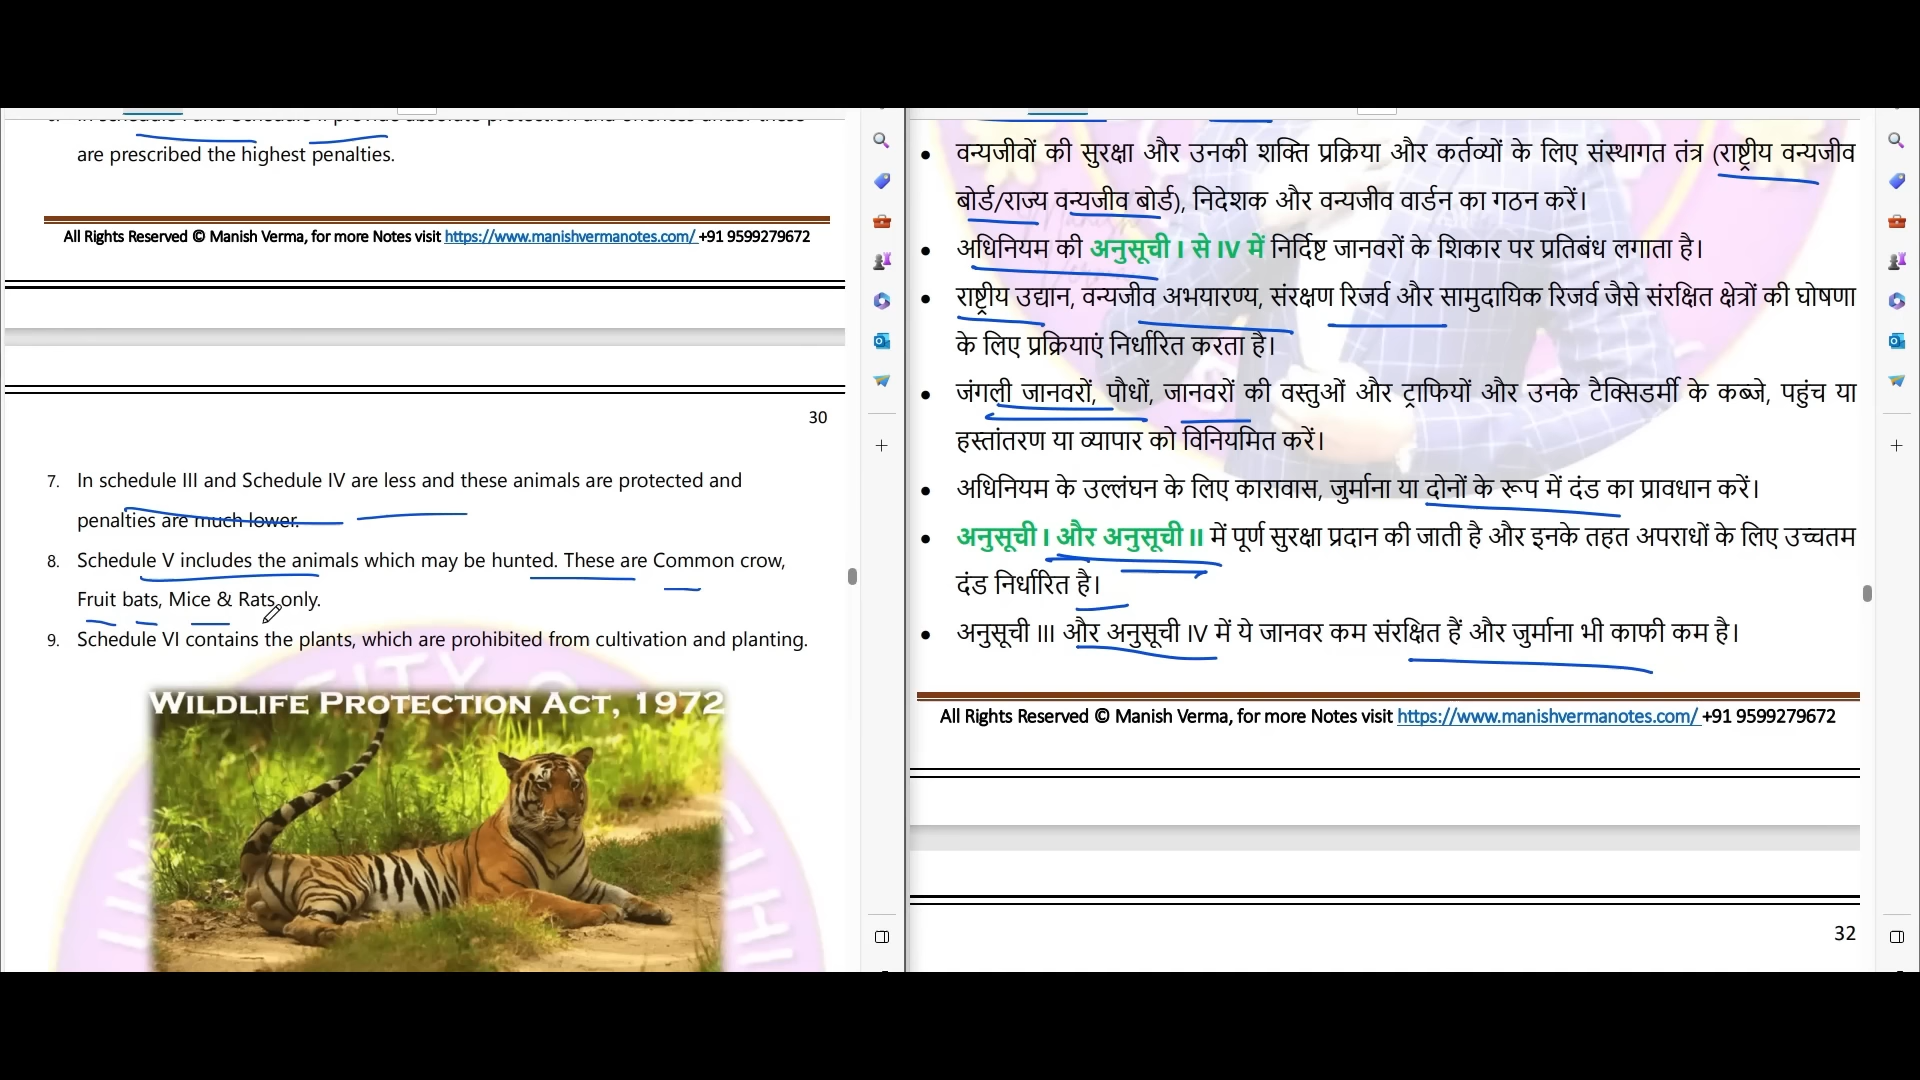 are prescribed the highest penalties.
All Rights Reserved © Manish Verma, for more Notes visit https://www.manishvermanotes.com/ +91 9599279672
30
7. In schedule III and Schedule IV are less and these animals are protected and
penalties are much lower.
8. Schedule V includes the animals which may be hunted. These are Common crow,
Fruit bats, Mice & Rats only.
9. Schedule VI contains the plants, which are prohibited from cultivation and planting.
WILDLIFE PROTECTION ACT, 1972
• वन्यजीवों की सुरक्षा और उनकी शक्ति प्रक्रिया और कर्तव्यों के लिए संस्थागत तंत्र (राष्ट्रीय वन्यजीव
बोर्ड/राज्य वन्यजीव बोर्ड), निदेशक और वन्यजीव वार्डन का गठन करें।
• अधिनियम की अनुसूची I से IV में निर्दिष्ट जानवरों के शिकार पर प्रतिबंध लगाता है।
• राष्ट्रीय उद्यान, वन्यजीव अभयारण्य, संरक्षण रिजर्व और सामुदायिक रिजर्व जैसे संरक्षित क्षेत्रों की घोषणा
के लिए प्रक्रियाएं निर्धारित करता है।
• जंगली जानवरों, पौधों, जानवरों की वस्तुओं और ट्राफियों और उनके टैक्सिडर्मी के कब्जे, पहुंच या
हस्तांतरण या व्यापार को विनियमित करें।
• अधिनियम के उल्लंघन के लिए कारावास, जुर्माना या दोनों के रूप में दंड का प्रावधान करें।
• अनुसूची I और अनुसूची II में पूर्ण सुरक्षा प्रदान की जाती है और इनके तहत अपराधों के लिए उच्चतम
दंड निर्धारित है।
• अनुसूची III और अनुसूची IV में ये जानवर कम संरक्षित हैं और जुर्माना भी काफी कम है।
All Rights Reserved © Manish Verma, for more Notes visit https://www.manishvermanotes.com/ +91 9599279672
32